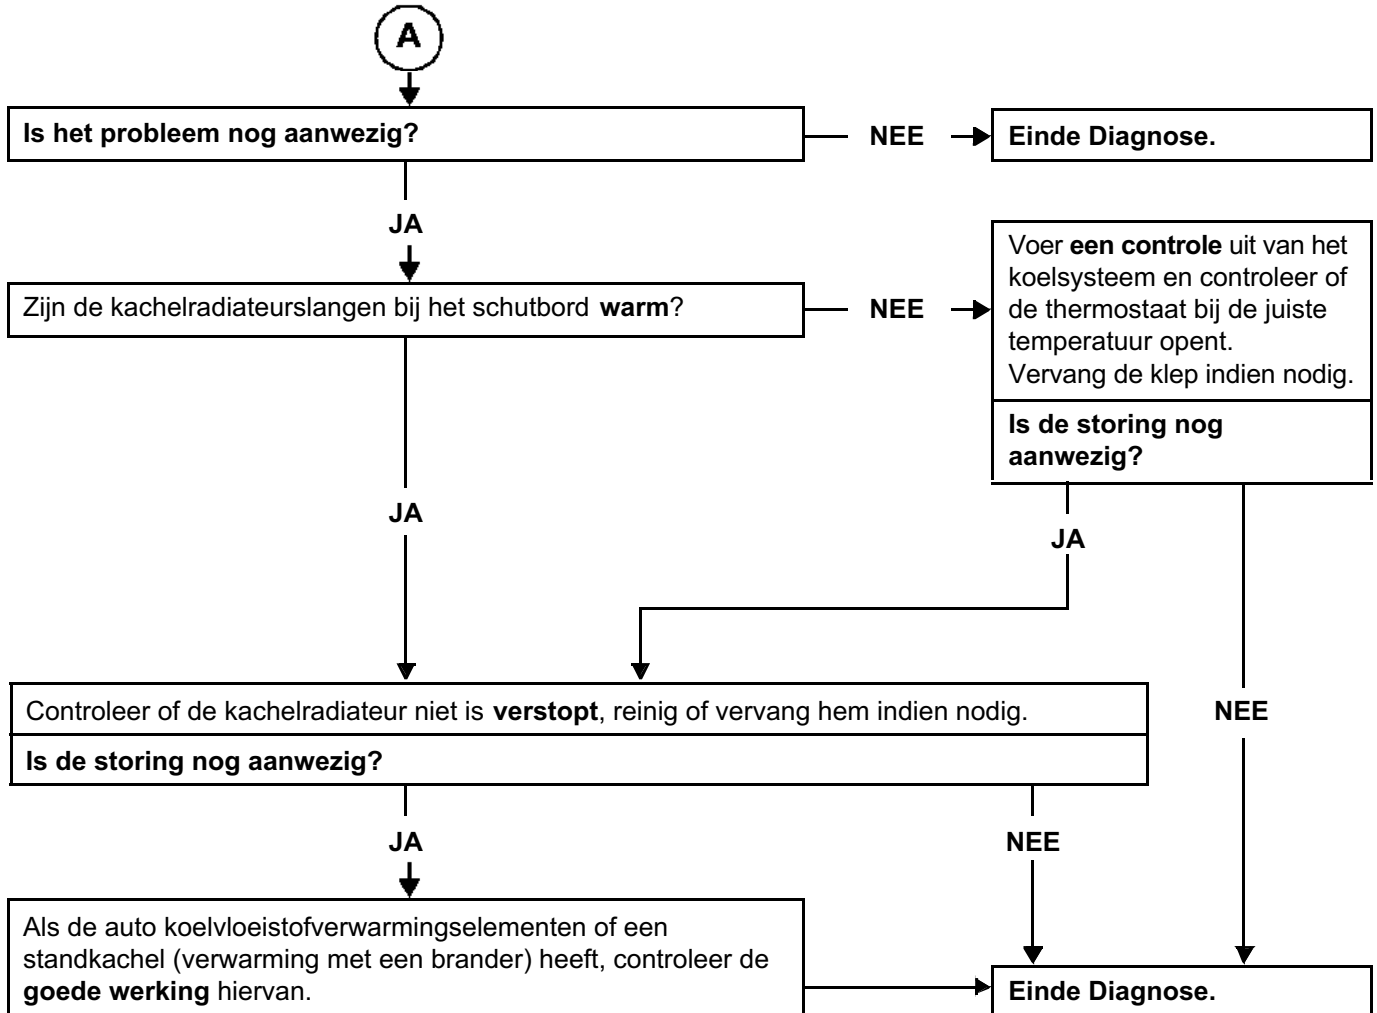 A
Is het probleem nog aanwezig?
NEE
Einde Diagnose.
JA
Zijn de kachelradiateurslangen bij het schutbord warm?
NEE
Voer een controle uit van het
koelsysteem en controleer of
de thermostaat bij de juiste
temperatuur opent.
Vervang de klep indien nodig.
Is de storing nog
aanwezig?
JA
JA
NEE
Controleer of de kachelradiateur niet is verstopt, reinig of vervang hem indien nodig.
Is de storing nog aanwezig?
JA
NEE
Als de auto koelvloeistofverwarmingselementen of een
standkachel (verwarming met een brander) heeft, controleer de
goede werking hiervan.
Einde Diagnose.